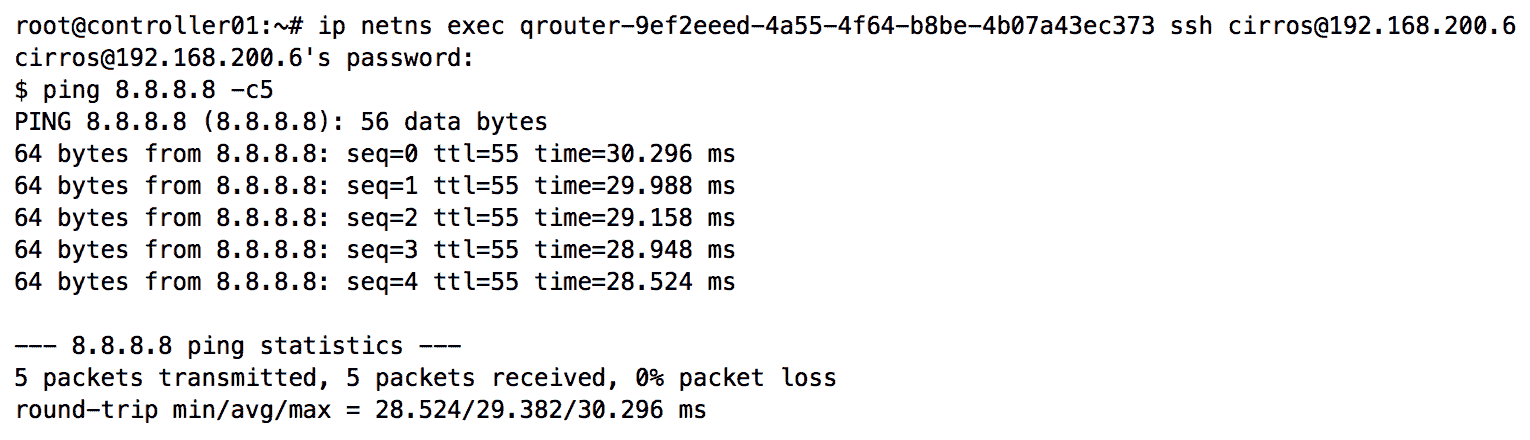 root@controller01:~# ip netns exec qrouter-9ef2eeed-4a55-4f64-b8be-4b07a43ec373 ssh cirros@192.168.200.6
cirros@192.168.200.6's password:
$ ping 8.8.8.8 -c5
PING 8.8.8.8 (8.8.8.8): 56 data bytes
64 bytes from 8.8.8.8: seq=0 ttl=55 time=30.296 ms
64 bytes from 8.8.8.8: seq=1 ttl=55 time=29.988 ms
64 bytes from 8.8.8.8: seq=2 ttl=55 time=29.158 ms
64 bytes from 8.8.8.8: seq=3 ttl=55 time=28.948 ms
64 bytes from 8.8.8.8: seq=4 ttl=55 time=28.524 ms
--- 8.8.8.8 ping statistics ---
5 packets transmitted, 5 packets received, 0% packet loss
round-trip min/avg/max = 28.524/29.382/30.296 ms